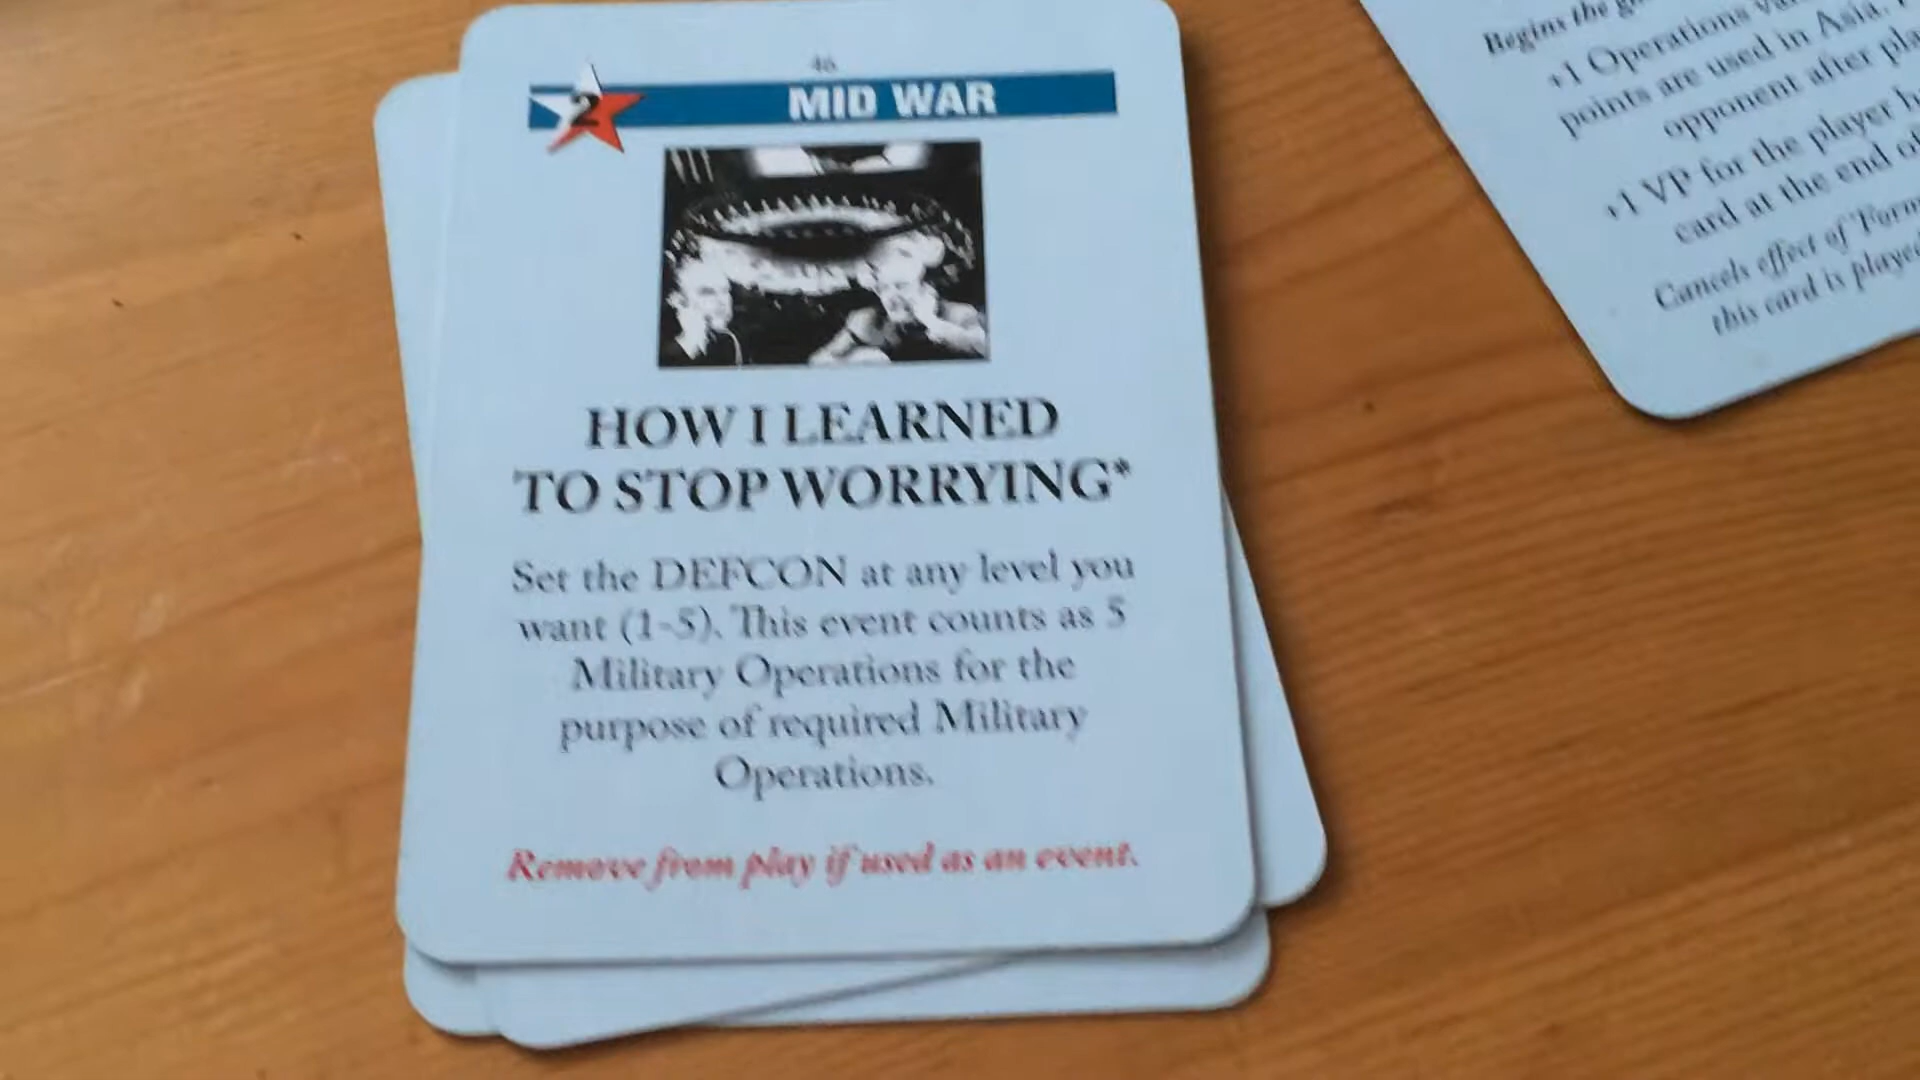 46
2
MID WAR
HOW I LEARNED
TO STOP WORRYING*
Set the DEFCON at any level you
want (1-5). This event counts as 5
Military Operations for the
purpose of required Military
Operations.
Remove from play if used as an event.
Begins the
+1 Operations
points are used in Asia.
opponent after
+1 VP for the player
card at the end
Cancels effect of
this card is played